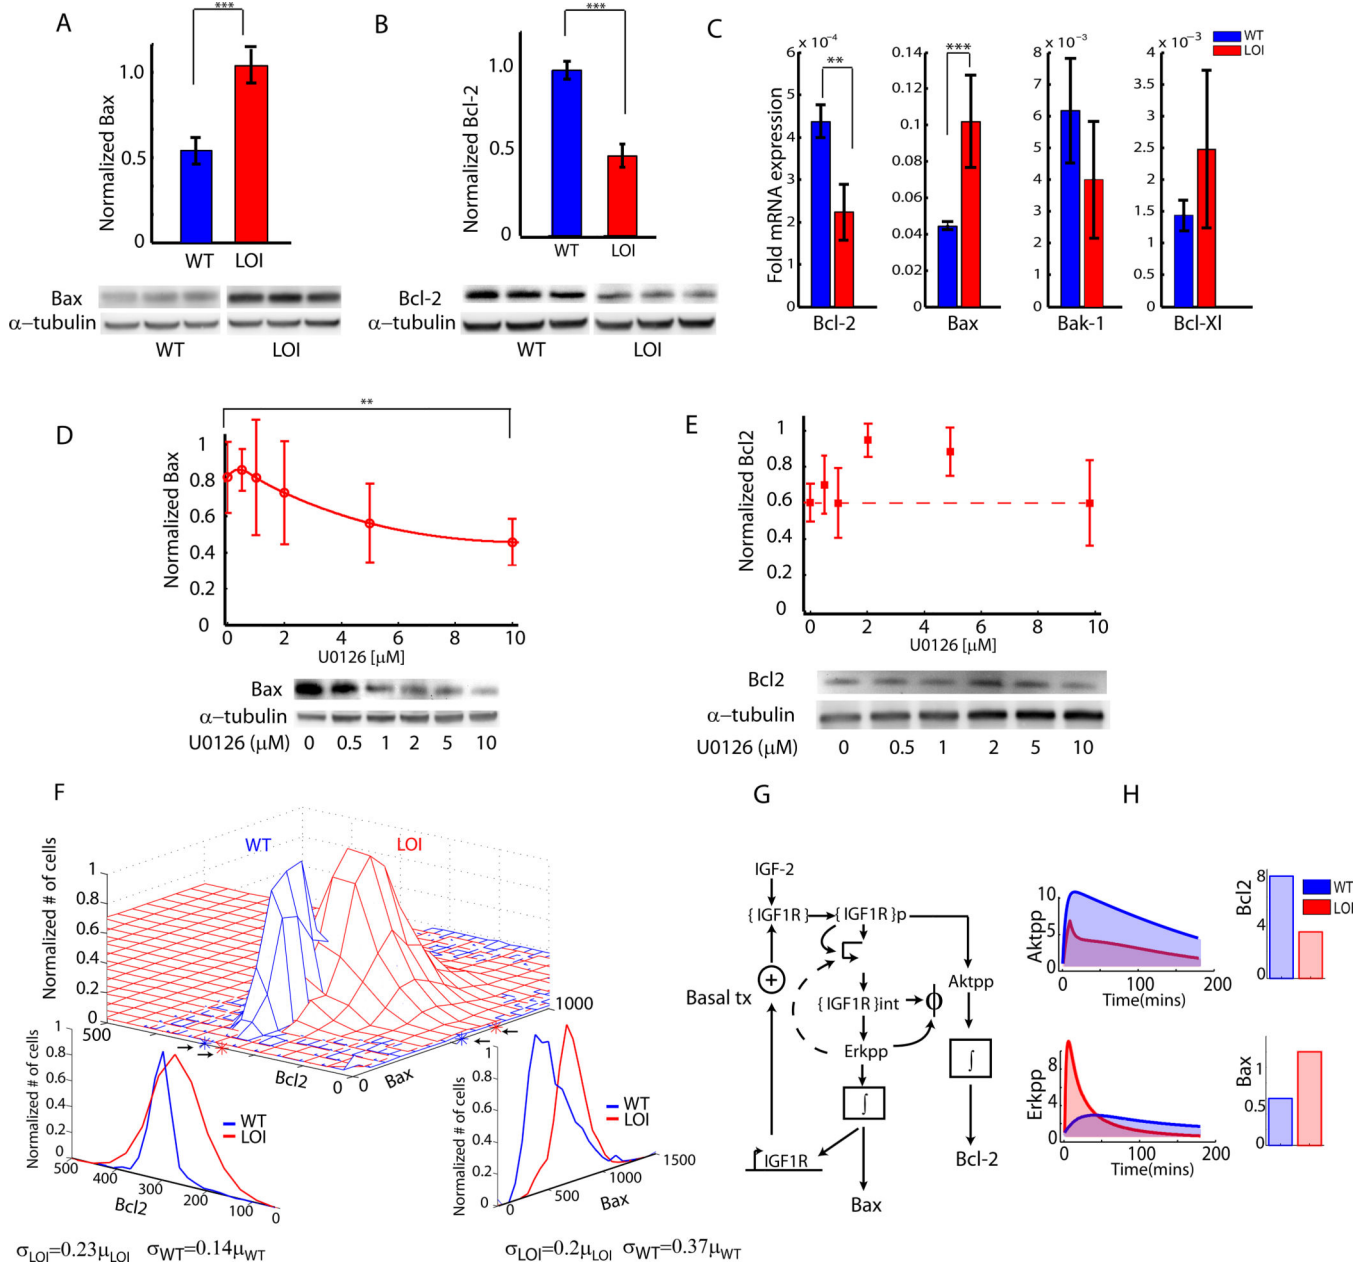 A
***
Normalized Bax
1.0
0.5
0
WT LOI
Bax
α-tubulin
WT LOI
B
***
Normalized Bcl-2
1.0
0.5
0
WT LOI
Bcl-2
α-tubulin
WT LOI
C
WT
LOI
Fold mRNA expression
x 10⁻⁴
6
4
2
0
**
Bcl-2
0.14
0.12
0.1
0.08
0.06
0.04
0.02
0
***
Bax
x 10⁻³
8
7
6
5
4
3
2
1
0
Bak-1
x 10⁻³
4
3.5
3
2.5
2
1.5
1
0.5
0
Bcl-Xl
D
**
Normalized Bax
1
0.8
0.6
0.4
0.2
0
0 2 4 6 8 10
U0126 [μM]
Bax
α-tubulin
U0126 (μM) 0 0.5 1 2 5 10
E
Normalized Bcl2
1
0.8
0.6
0.4
0.2
0
0 2 4 6 8 10
U0126 [μM]
Bcl2
α-tubulin
U0126 (μM) 0 0.5 1 2 5 10
F
WT LOI
Normalized # of cells
1
0.8
0.6
0.4
0.2
0
500
Bcl2
0
0
Bax
1000
Normalized # of cells
1
0.8
0.6
0.4
0.2
0
WT
LOI
500
400
300
200
100
0
Bcl2
σLOI=0.23μLOI σWT=0.14μWT
Normalized # of cells
1
0.8
0.6
0.4
0.2
0
WT
LOI
0
500
1000
1500
Bax
σLOI=0.2μLOI σWT=0.37μWT
G
IGF-2
{IGF1R} {IGF1R}p
+
Basal tx
{IGF1R}int
ϕ
Aktpp
Erkpp
∫
∫
IGF1R
Bcl-2
Bax
H
Aktpp
10
5
0
0 100 200
Time(mins)
Bcl2
8
4
0
WT
LOI
Erkpp
8
4
0
0 100 200
Time(mins)
Bax
1
0.5
0